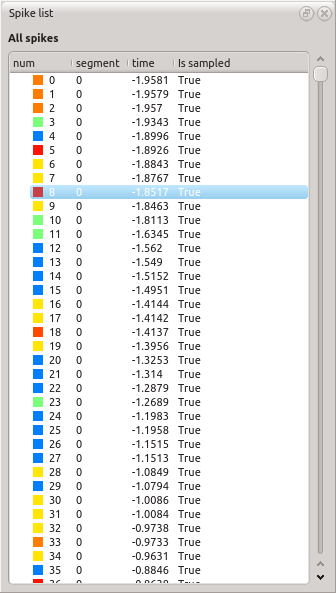 Spike list
All spikes
num segment time Is sampled
0 0 -1.9581 True
1 0 -1.9579 True
2 0 -1.957 True
3 0 -1.9343 True
4 0 -1.8996 True
5 0 -1.8926 True
6 0 -1.8843 True
7 0 -1.8767 True
8 0 -1.8517 True
9 0 -1.8463 True
10 0 -1.8113 True
11 0 -1.6345 True
12 0 -1.562 True
13 0 -1.549 True
14 0 -1.5152 True
15 0 -1.4951 True
16 0 -1.4144 True
17 0 -1.4142 True
18 0 -1.4137 True
19 0 -1.3956 True
20 0 -1.3253 True
21 0 -1.314 True
22 0 -1.2879 True
23 0 -1.2689 True
24 0 -1.1983 True
25 0 -1.1958 True
26 0 -1.1515 True
27 0 -1.1513 True
28 0 -1.0849 True
29 0 -1.0794 True
30 0 -1.0086 True
31 0 -1.0084 True
32 0 -0.9738 True
33 0 -0.9733 True
34 0 -0.9631 True
35 0 -0.8846 True